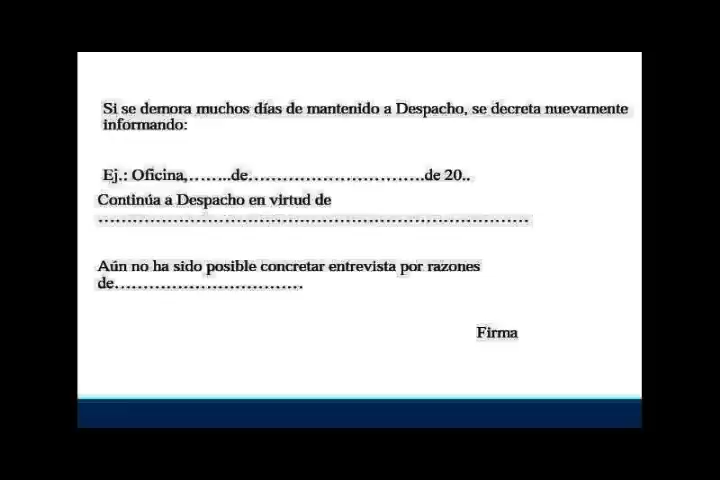 Si se demora muchos días de mantenido a Despacho, se decreta nuevamente
informando:
Ej.: Oficina,……..de………………………….de 20..
Continúa a Despacho en virtud de
…………………………………………………………………
Aún no ha sido posible concretar entrevista por razones
de……………………………
Firma